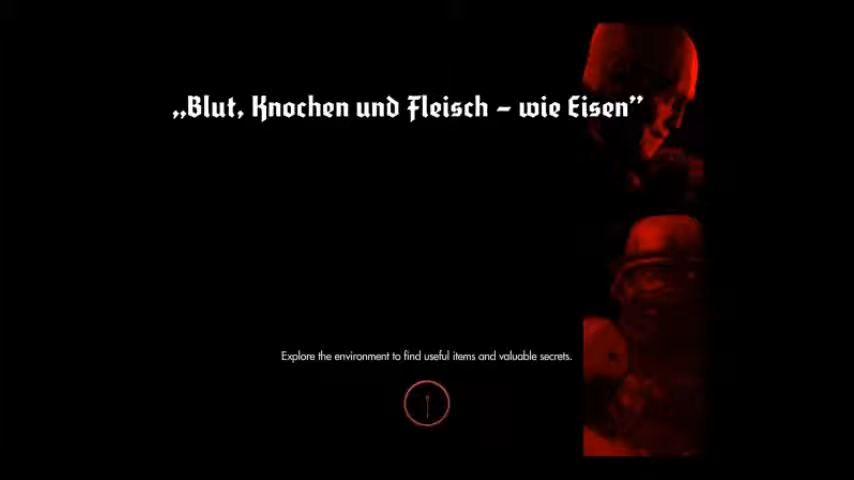 „Blut, Knochen und Fleisch – wie Eisen”
Explore the environment to find useful items and valuable secrets.